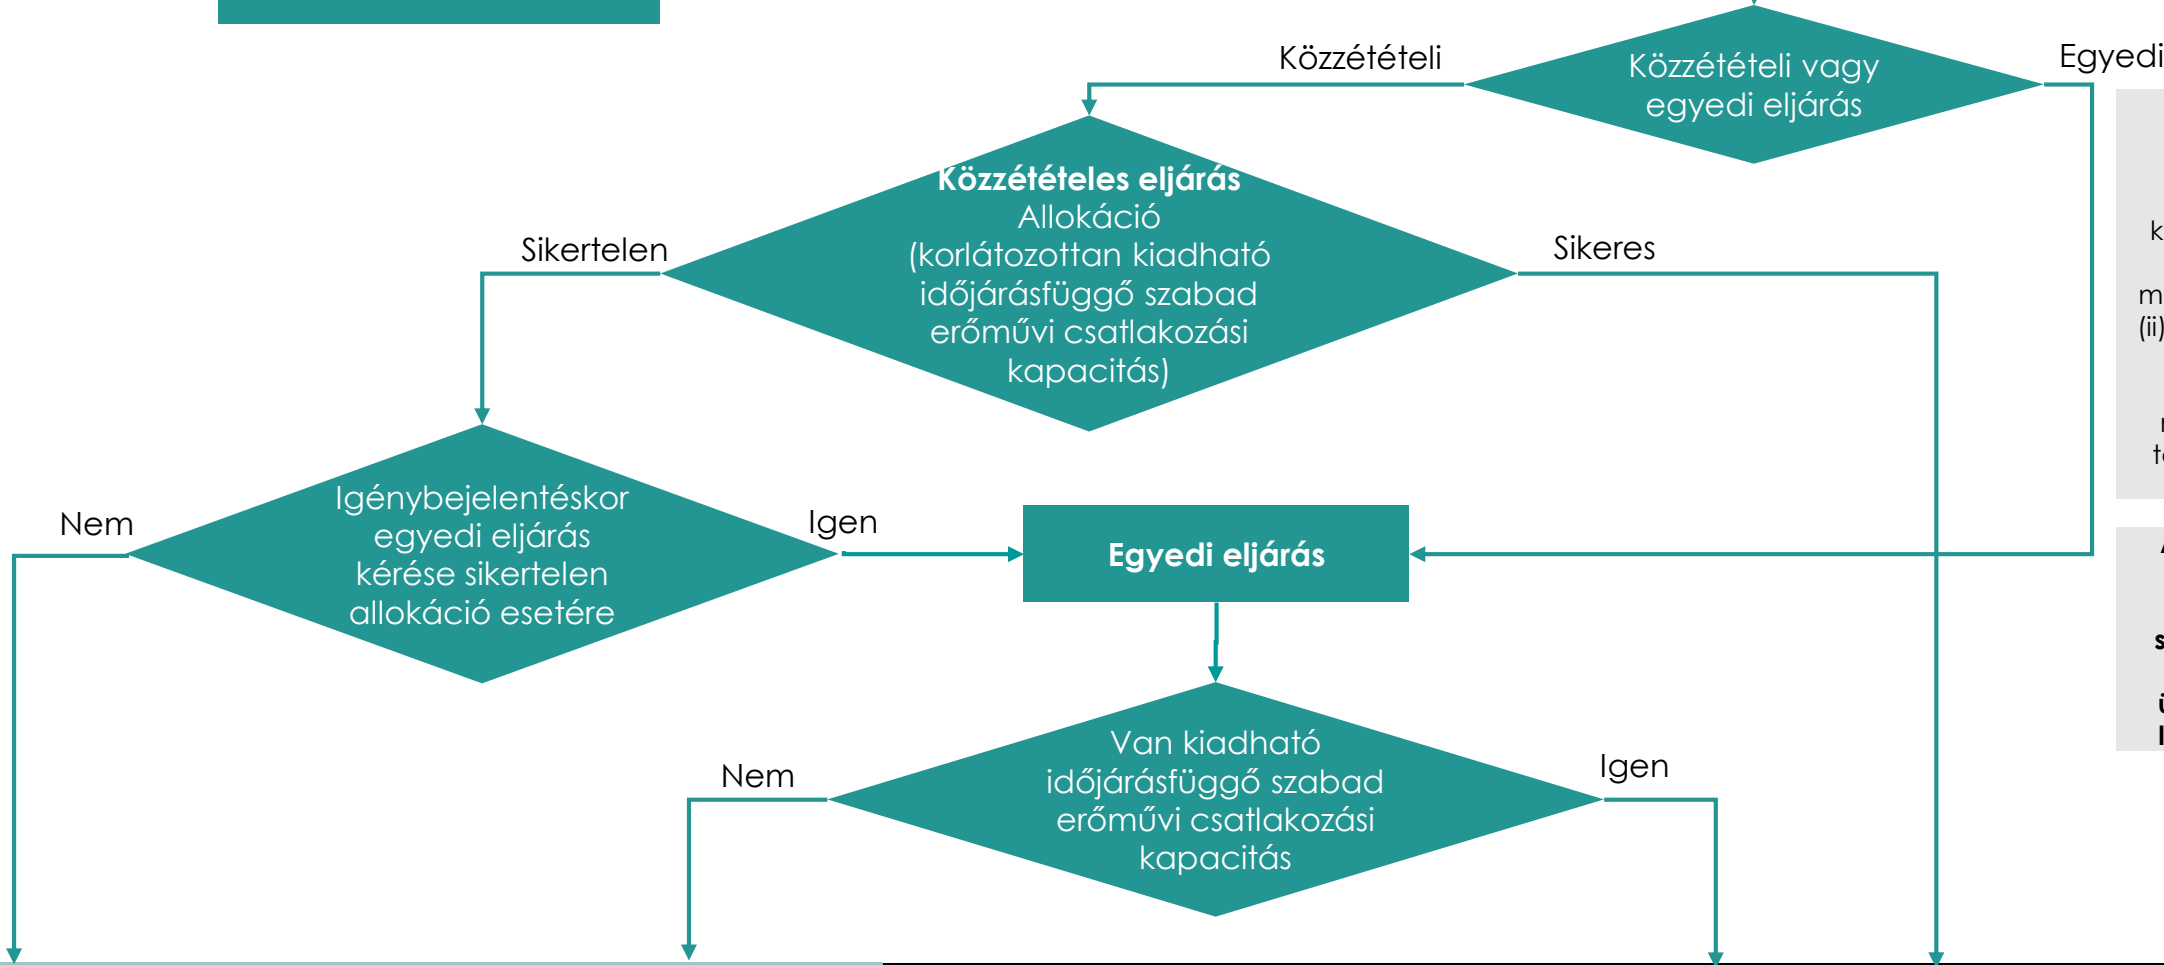 Közzétételi
Közzétételi vagy
egyedi eljárás
Egyedi
Közzétételes eljárás
Allokáció
(korlátozottan kiadható
időjárásfüggő szabad
erőművi csatlakozási
kapacitás)
Sikertelen
Sikeres
(ii)
Igénybejelentéskor
egyedi eljárás
kérése sikertelen
allokáció esetére
Nem
Igen
Egyedi eljárás
Van kiadható
időjárásfüggő szabad
erőművi csatlakozási
kapacitás
Nem
Igen